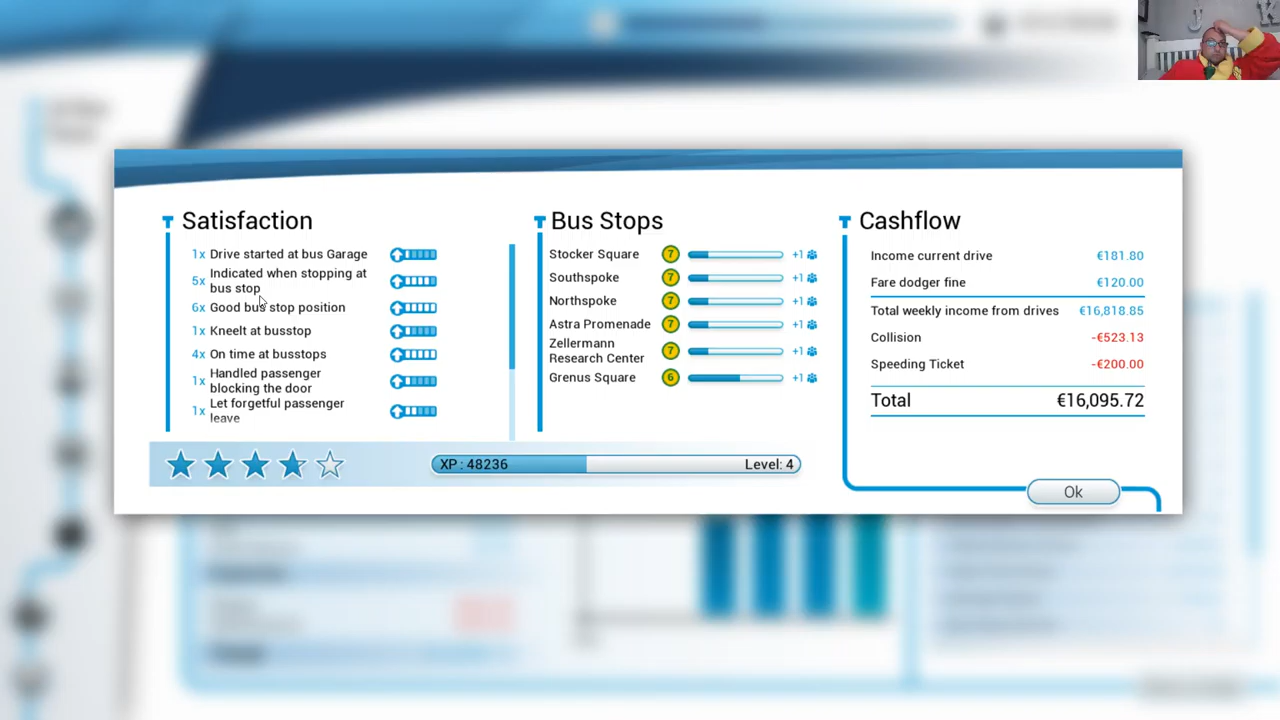 J K
Satisfaction
1x Drive started at bus Garage
5x Indicated when stopping at
bus stop
6x Good bus stop position
1x Kneelt at busstop
4x On time at busstops
1x Handled passenger
blocking the door
1x Let forgetful passenger
leave
XP : 48236
Level: 4
Bus Stops
Stocker Square 7 +1
Southspoke 7 +1
Northspoke 7 +1
Astra Promenade 7 +1
Zellermann
Research Center 7 +1
Grenus Square 6 +1
Cashflow
Income current drive €181.80
Fare dodger fine €120.00
Total weekly income from drives €16,818.85
Collision -€523.13
Speeding Ticket -€200.00
Total €16,095.72
Ok